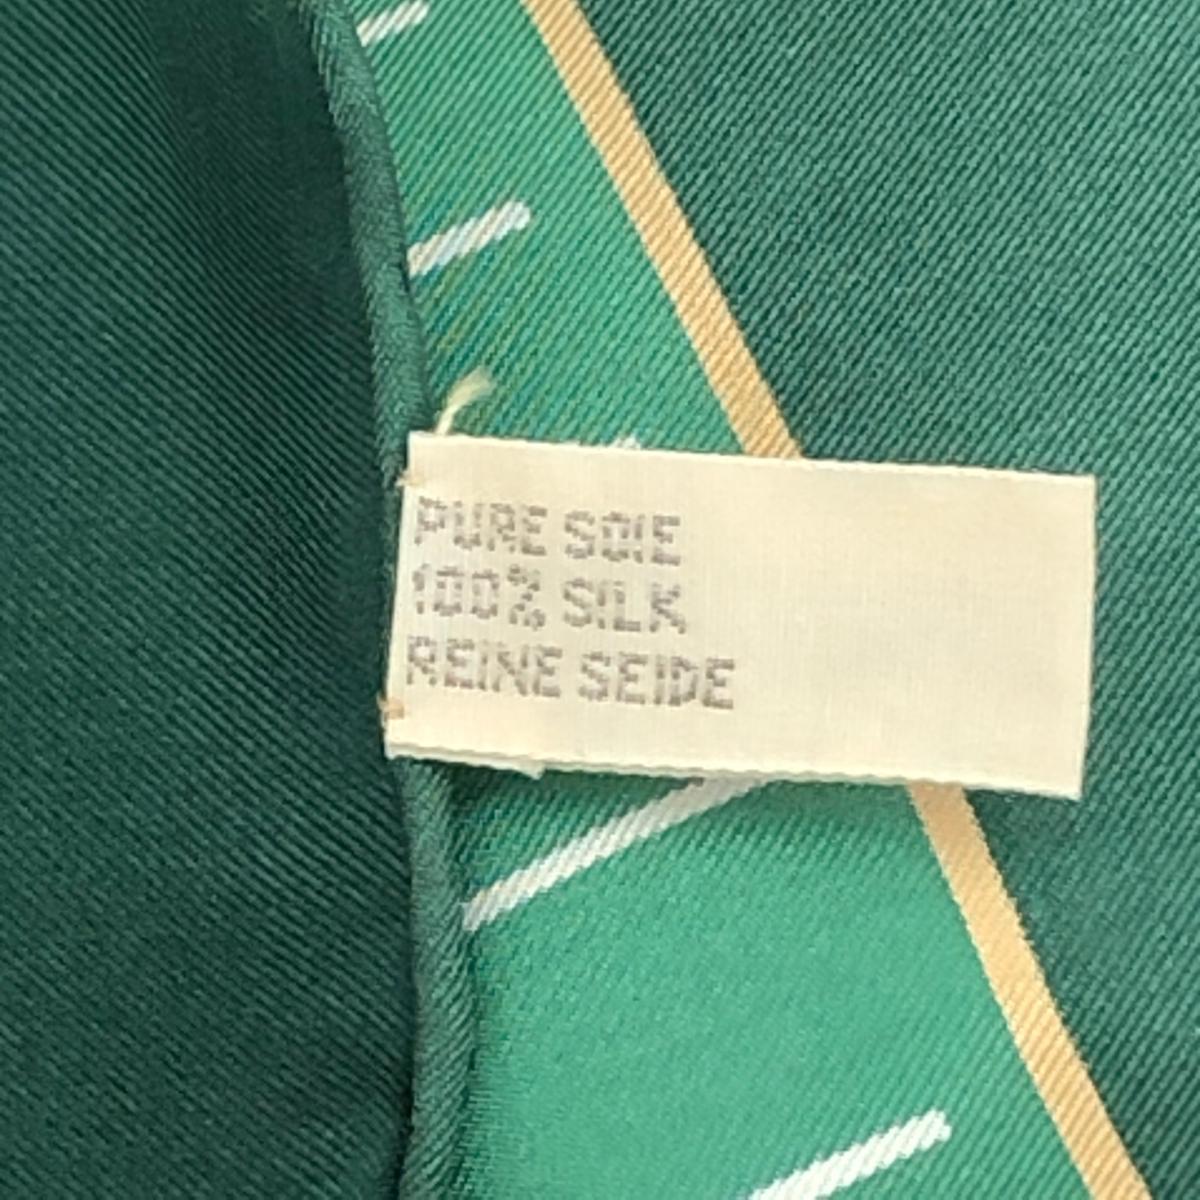 PURE SOIE
100% SILK
REINE SEIDE